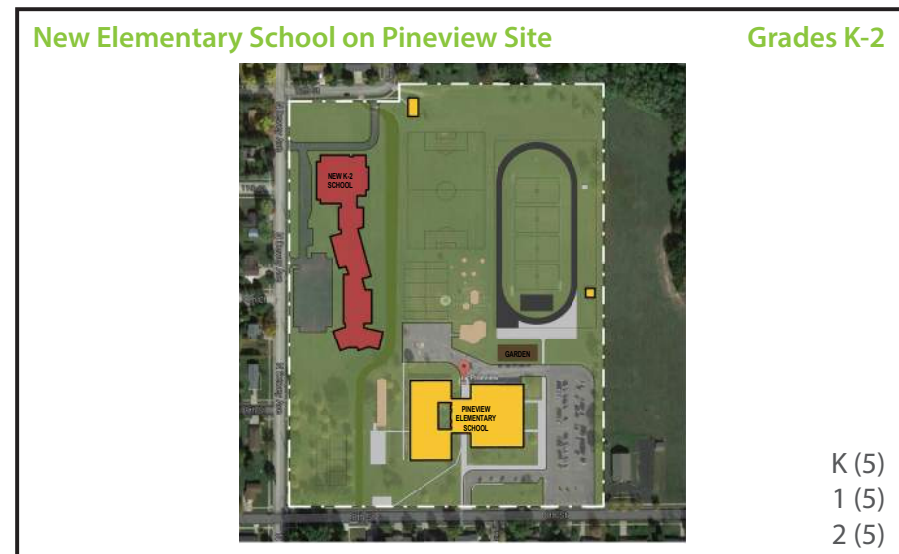 New Elementary School on Pineview Site
Grades K-2
NEW K-2
SCHOOL
GARDEN
PINEVIEW
ELEMENTARY
SCHOOL
K (5)
1 (5)
2 (5)